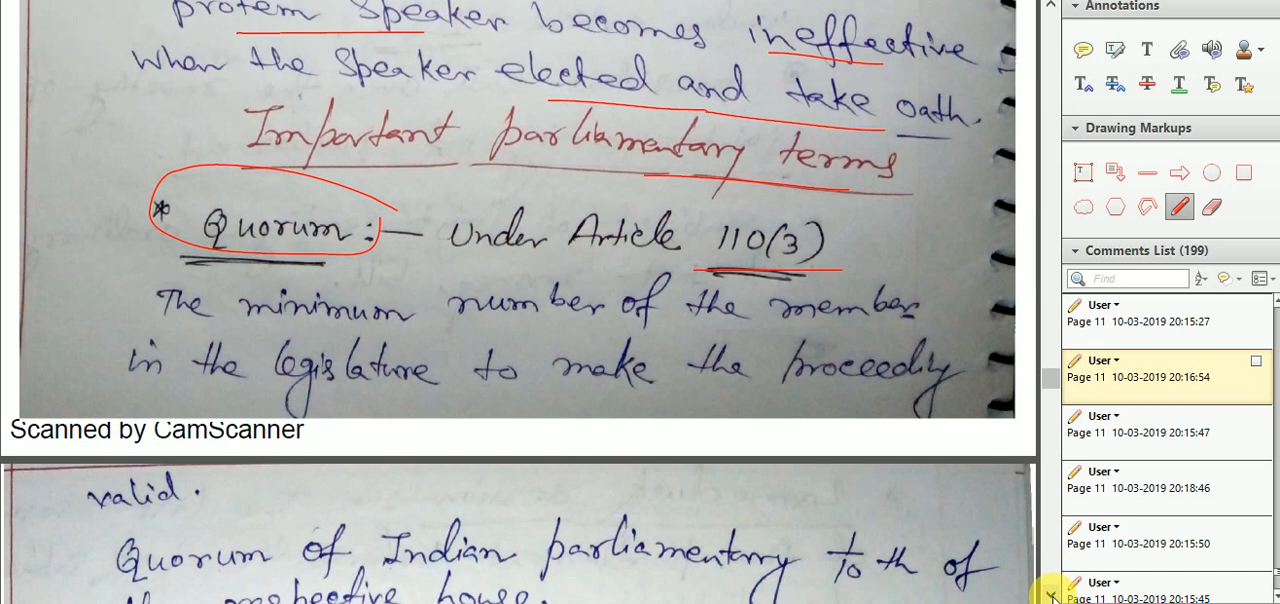 protem speaker becomes ineffective
when the speaker elected and take oath.
Important parliamentary terms
* Quorum :— Under Article 110(3)
The minimum number of the member
in the legislature to make the proceeding
Scanned by CamScanner
valid.
Quorum of Indian parliamentary 1/10 th of
the respective house.
Annotations
T
Drawing Markups
Comments List (199)
Find
User
Page 11 10-03-2019 20:15:27
User
Page 11 10-03-2019 20:16:54
User
Page 11 10-03-2019 20:15:47
User
Page 11 10-03-2019 20:18:46
User
Page 11 10-03-2019 20:15:50
User
Page 11 10-03-2019 20:15:45